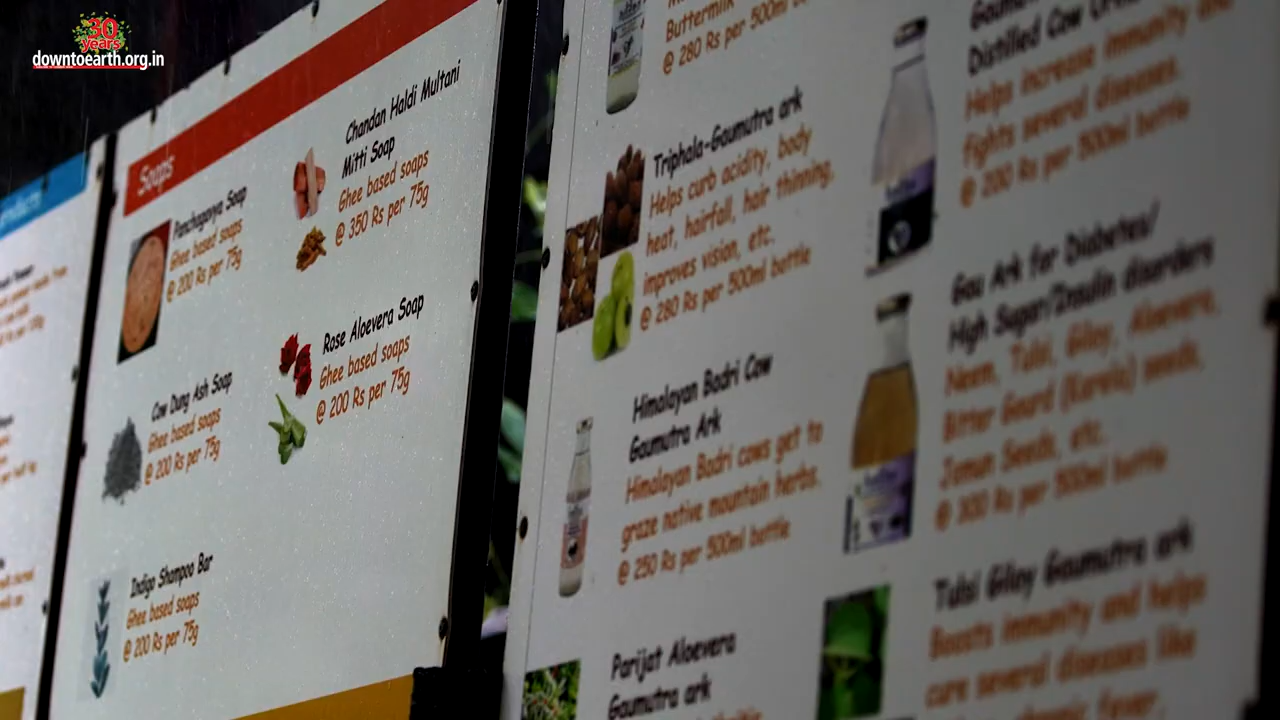 30
years
downtoearth.org.in
Soaps
Panchagavya Soap
Ghee based soaps
@ 200 Rs per 75g
Chandan Haldi Multani
Mitti Soap
Ghee based soaps
@ 350 Rs per 75g
Cow Dung Ash Soap
Ghee based soaps
@ 200 Rs per 75g
Rose Aloevera Soap
Ghee based soaps
@ 200 Rs per 75g
Indigo Shampoo Bar
Ghee based soaps
@ 200 Rs per 75g
Buttermilk
@ 280 Rs per 500ml
Triphala-Gaumutra ark
Helps curb acidity, body
heat, hairfall, hair thinning,
improves vision, etc.
@ 280 Rs per 500ml bottle
Himalayan Badri Cow
Gaumutra Ark
Himalayan Badri cows get to
graze native mountain herbs.
@ 250 Rs per 500ml bottle
Parijat Aloevera
Gaumutra ark
Distilled Cow
Helps increase immunity and
fights several diseases.
@ 200 Rs per 500ml bottle
Gau Ark for Diabetes/
High Sugar/Insulin disorders
Neem, Tulsi, Giloy, Aloevera,
Bitter Gourd (Karela) seeds,
Jamun Seeds, etc.
@ 300 Rs per 500ml bottle
Tulsi Giloy Gaumutra ark
Boosts immunity and helps
cure several diseases like
fever,